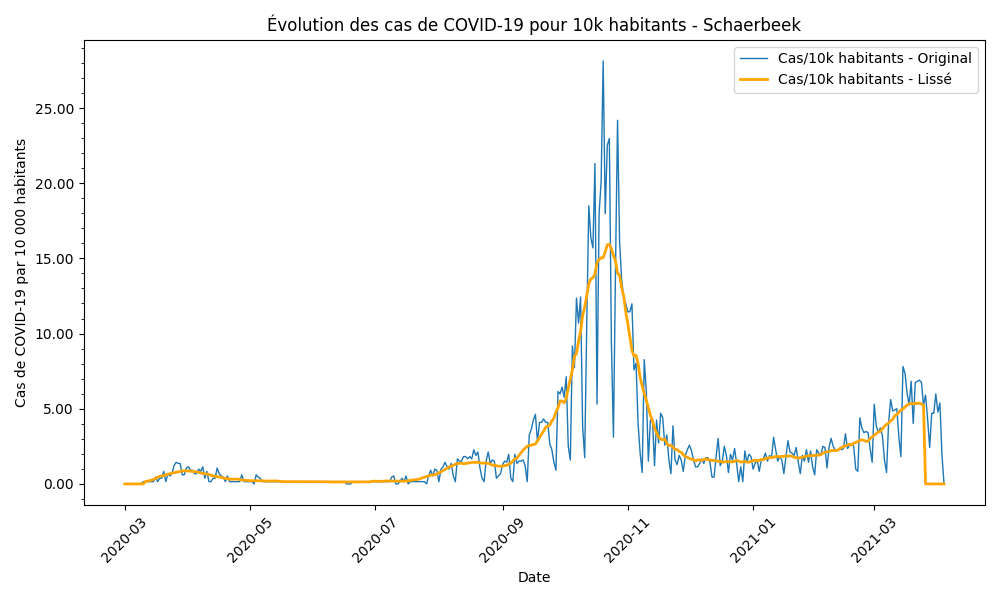 Évolution des cas de COVID-19 pour 10k habitants - Schaerbeek
Cas/10k habitants - Original
Cas/10k habitants - Lissé
Cas de COVID-19 par 10 000 habitants
25.00
20.00
15.00
10.00
5.00
0.00
2020-03
2020-05
2020-07
2020-09
2020-11
2021-01
2021-03
Date